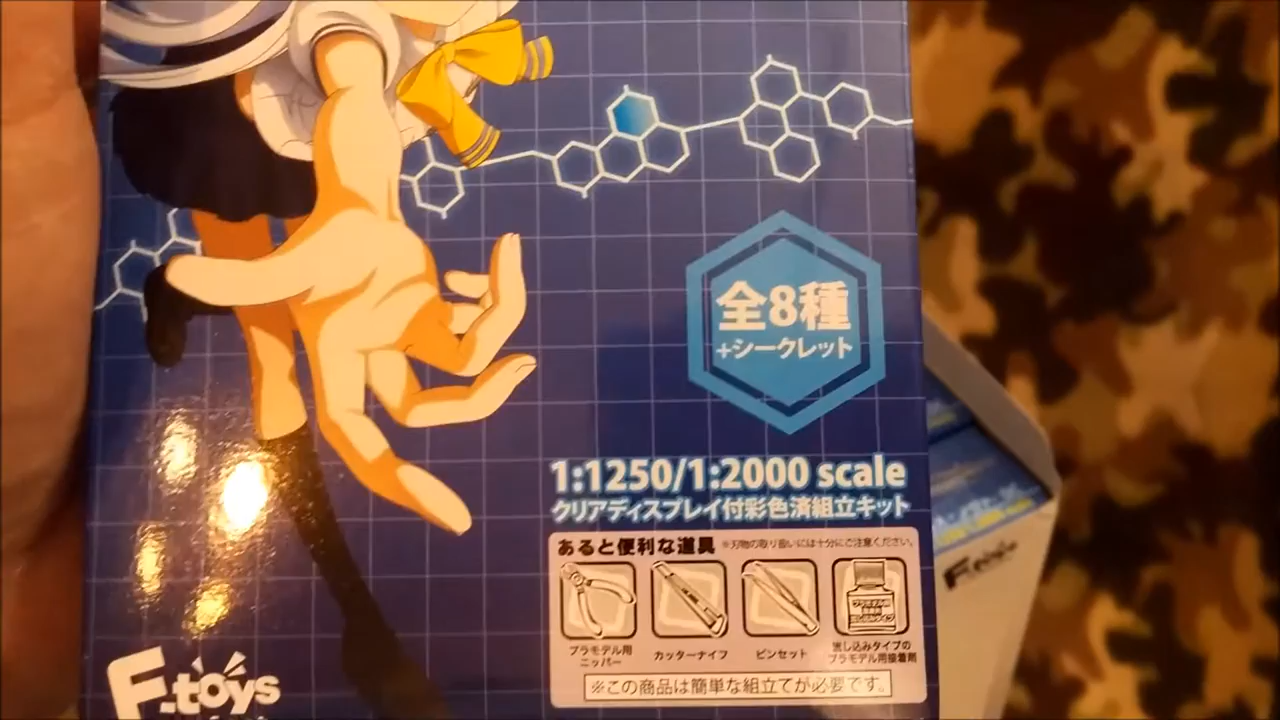 全8種
+シークレット
1:1250/1:2000 scale
クリアディスプレイ付彩色済組立キット
あると便利な道具 ※刃物の取り扱いには十分にご注意ください。
プラモデル用
ニッパー
カッターナイフ
ピンセット
流し込みタイプの
プラモデル用接着剤
※この商品は簡単な組立てが必要です。
F-toys
F-toys